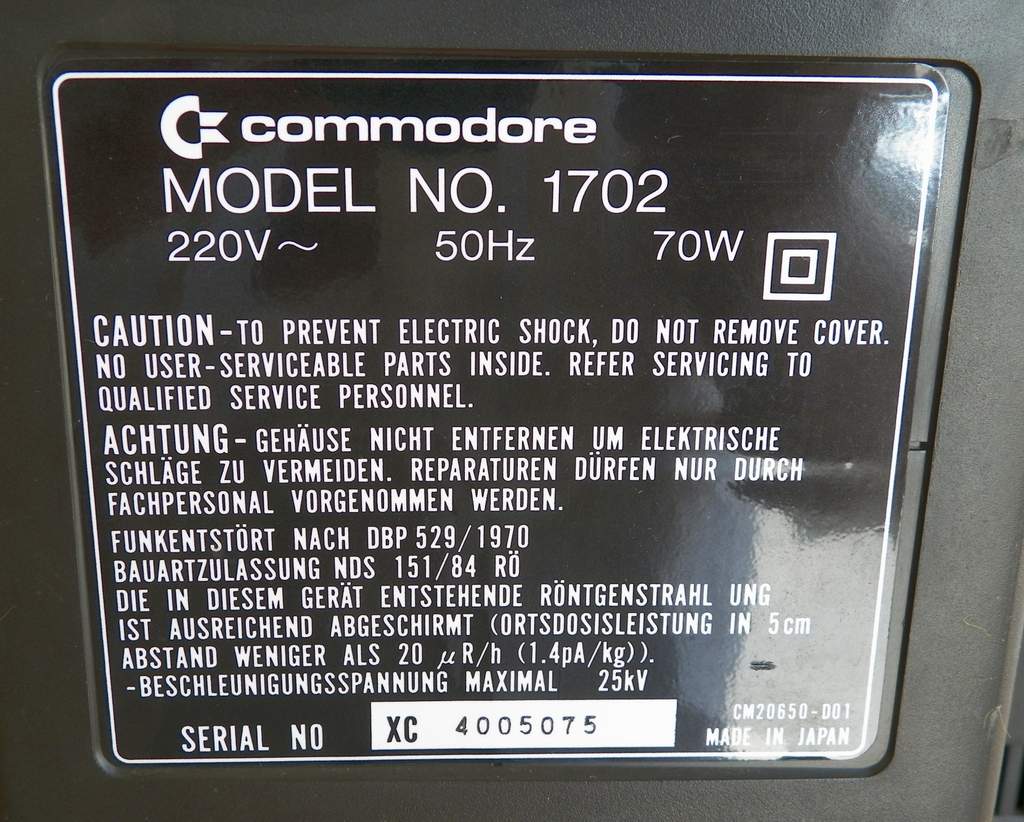 commodore
MODEL NO. 1702
220V~ 50Hz 70W
CAUTION-TO PREVENT ELECTRIC SHOCK, DO NOT REMOVE COVER.
NO USER-SERVICEABLE PARTS INSIDE. REFER SERVICING TO
QUALIFIED SERVICE PERSONNEL.
ACHTUNG-GEHÄUSE NICHT ENTFERNEN UM ELEKTRISCHE
SCHLÄGE ZU VERMEIDEN. REPARATUREN DÜRFEN NUR DURCH
FACHPERSONAL VORGENOMMEN WERDEN.
FUNKENTSTÖRT NACH DBP 529/1970
BAUARTZULASSUNG NDS 151/84 RÖ
DIE IN DIESEM GERÄT ENTSTEHENDE RÖNTGENSTRAHL UNG
IST AUSREICHEND ABGESCHIRMT (ORTSDOSISLEISTUNG IN 5cm
ABSTAND WENIGER ALS 20 μR/h (1.4pA/kg)).
-BESCHLEUNIGUNGSSPANNUNG MAXIMAL 25kV
SERIAL NO XC 4005075
CM20650-D01
MADE IN JAPAN